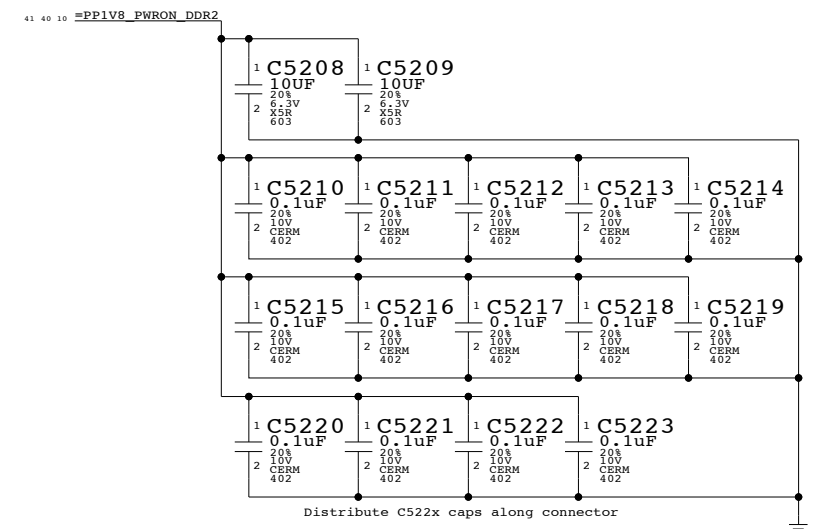 41 40 10 =PP1V8_PWRON_DDR2
1 C5208 1 C5209
10UF 10UF
20% 20%
2 6.3V 2 6.3V
X5R X5R
603 603
1 C5210 1 C5211 1 C5212 1 C5213 1 C5214
0.1uF 0.1uF 0.1uF 0.1uF 0.1uF
20% 20% 20% 20% 20%
2 10V 2 10V 2 10V 2 10V 2 10V
CERM CERM CERM CERM CERM
402 402 402 402 402
1 C5215 1 C5216 1 C5217 1 C5218 1 C5219
0.1uF 0.1uF 0.1uF 0.1uF 0.1uF
20% 20% 20% 20% 20%
2 10V 2 10V 2 10V 2 10V 2 10V
CERM CERM CERM CERM CERM
402 402 402 402 402
1 C5220 1 C5221 1 C5222 1 C5223
0.1uF 0.1uF 0.1uF 0.1uF
20% 20% 20% 20%
2 10V 2 10V 2 10V 2 10V
CERM CERM CERM CERM
402 402 402 402
Distribute C522x caps along connector